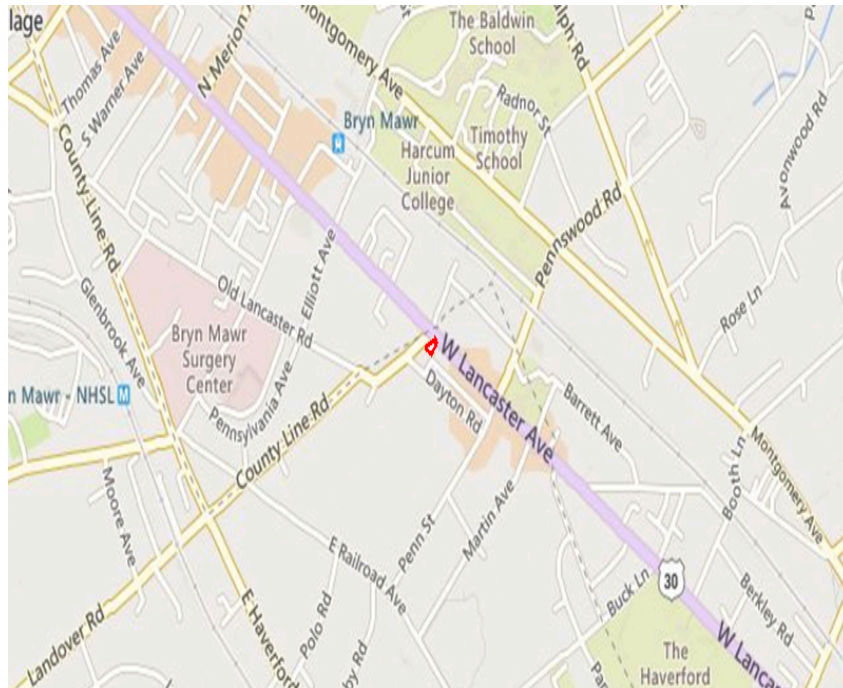 lage
The Baldwin
School
N Merion
Montgomery Ave
Thomas Ave
S Warner Ave
Radnor St
Bryn Mawr
Timothy
School
Harcum
Junior
College
County Line Rd
Avonwood Rd
Pennswood Rd
Elliott Ave
Old Lancaster
Rd
Glenbrook Ave
Rose Ln
Bryn Mawr
Surgery
Center
W Lancaster Ave
Dayton Rd
n Mawr - NHSL M
Pennsylvania Ave
Barrett Ave
County Line Rd
Booth Ln
Montgomery Ave
Moore Ave
Martin Ave
Penn St
E Railroad Ave
30
Buck Ln
Berkley Rd
Polo Rd
by Rd
E Haverford
Landover Rd
The
Haverford
W Lancas